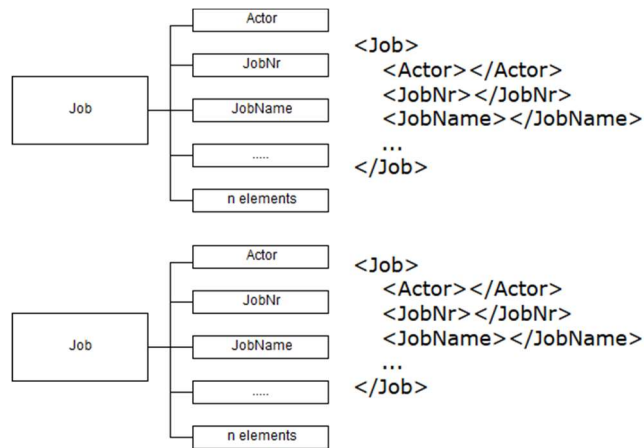 Actor
JobNr
Job
JobName
.....
n elements
<Job>
<Actor></Actor>
<JobNr></JobNr>
<JobName></JobName>
...
</Job>
Actor
JobNr
Job
JobName
.....
n elements
<Job>
<Actor></Actor>
<JobNr></JobNr>
<JobName></JobName>
...
</Job>